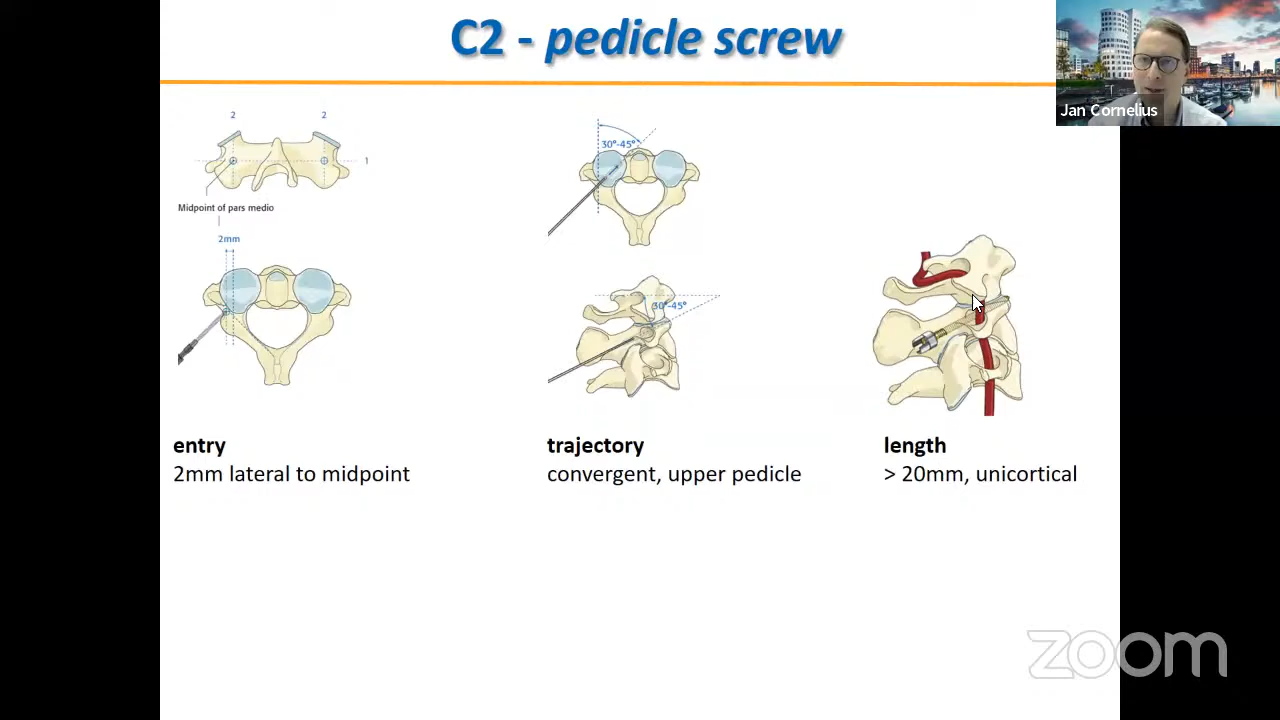 C2 - pedicle screw
Jan Cornelius
2 2
1
Midpoint of pars medio
2mm
30°-45°
30°-45°
entry
2mm lateral to midpoint
trajectory
convergent, upper pedicle
length
> 20mm, unicortical
zoom